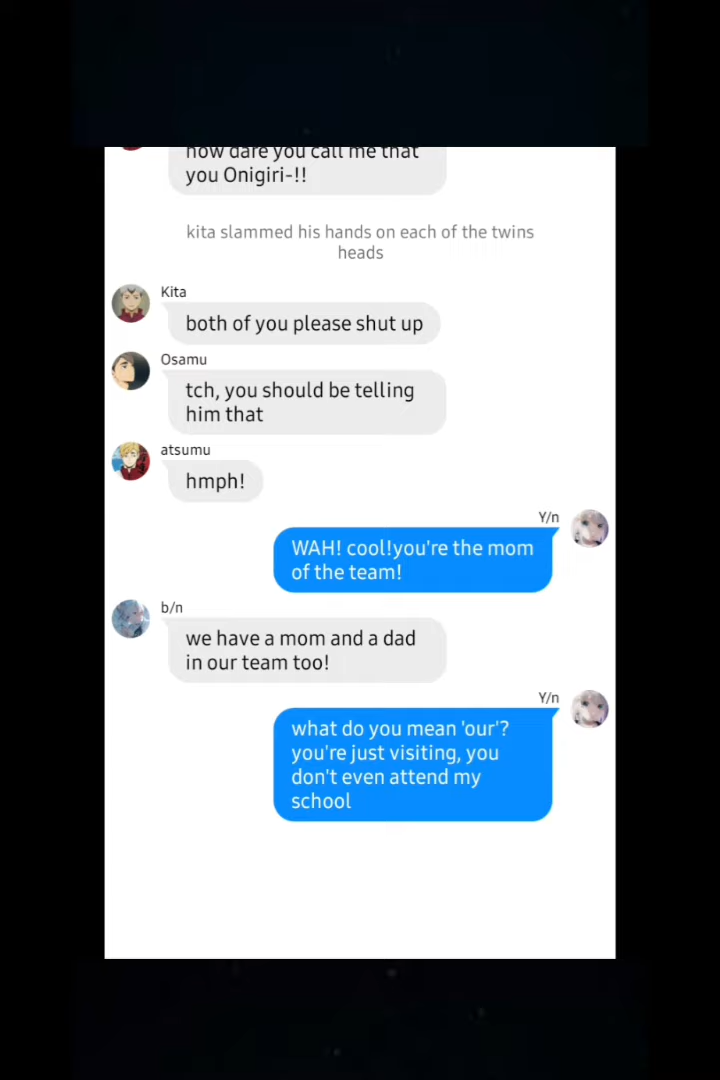 how dare you call me that
you Onigiri-!!
kita slammed his hands on each of the twins
heads
Kita
both of you please shut up
Osamu
tch, you should be telling
him that
atsumu
hmph!
Y/n
WAH! cool!you're the mom
of the team!
b/n
we have a mom and a dad
in our team too!
Y/n
what do you mean 'our'?
you're just visiting, you
don't even attend my
school